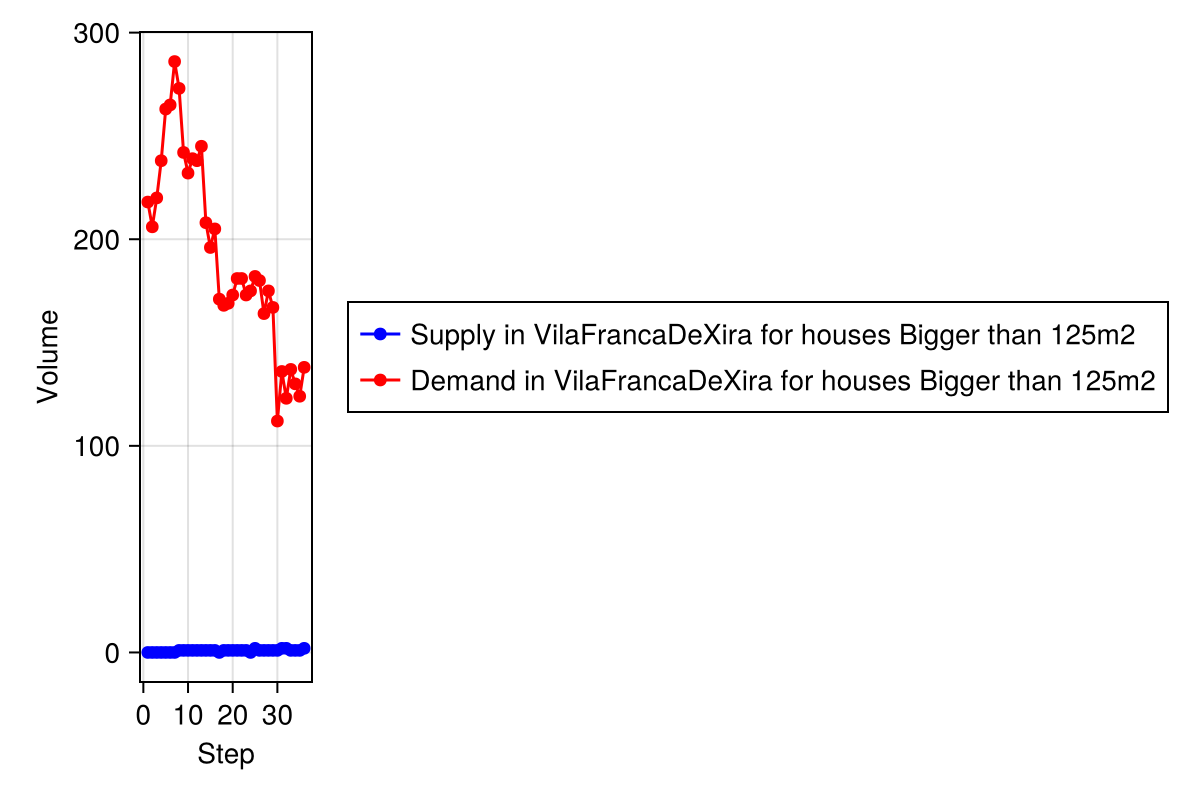 300
200
100
0
Volume
0 10 20 30
Step
Supply in VilaFrancaDeXira for houses Bigger than 125m2
Demand in VilaFrancaDeXira for houses Bigger than 125m2